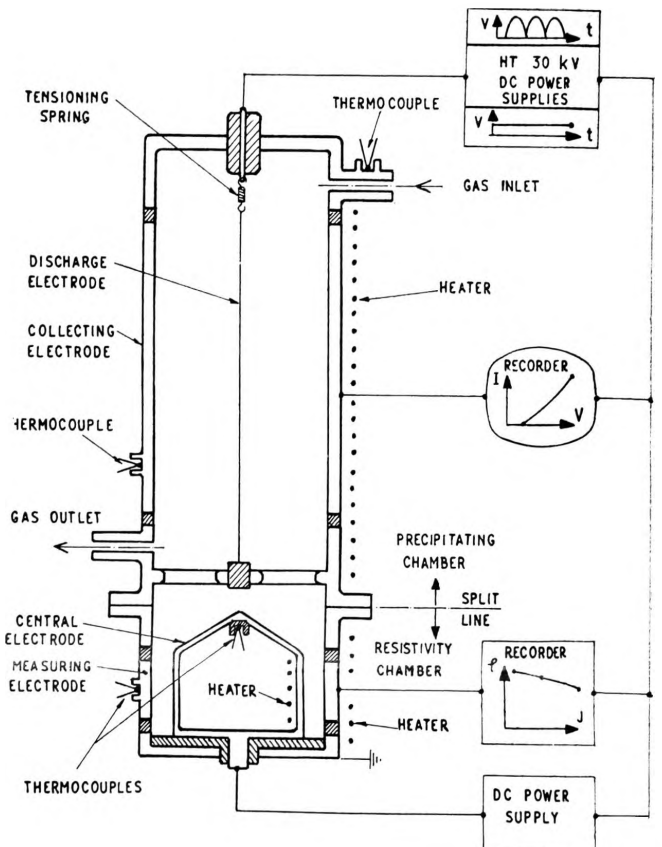 V
t
HT 30 kV
DC POWER
SUPPLIES
V
t
TENSIONING
SPRING
THERMOCOUPLE
GAS INLET
DISCHARGE
ELECTRODE
HEATER
COLLECTING
ELECTRODE
RECORDER
I
V
HERMOCOUPLE
GAS OUTLET
PRECIPITATING
CHAMBER
SPLIT
LINE
CENTRAL
ELECTRODE
RESISTIVITY
CHAMBER
MEASURING
ELECTRODE
HEATER
RECORDER
ρ
J
HEATER
THERMOCOUPLES
DC POWER
SUPPLY